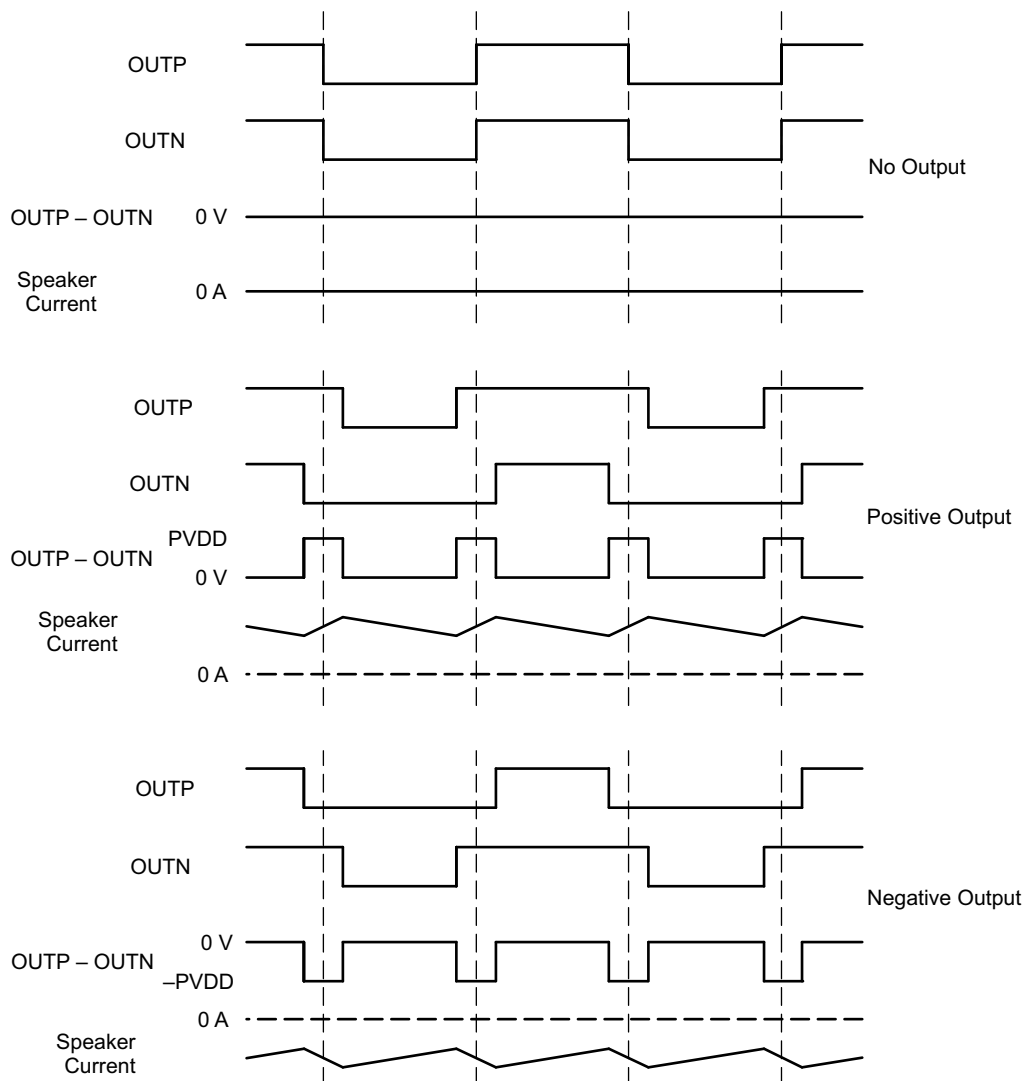 OUTP
OUTN
No Output
OUTP – OUTN 0 V
Speaker
Current 0 A
OUTP
OUTN
Positive Output
PVDD
OUTP – OUTN
0 V
Speaker
Current
0 A
OUTP
OUTN
Negative Output
0 V
OUTP – OUTN
–PVDD
0 A
Speaker
Current